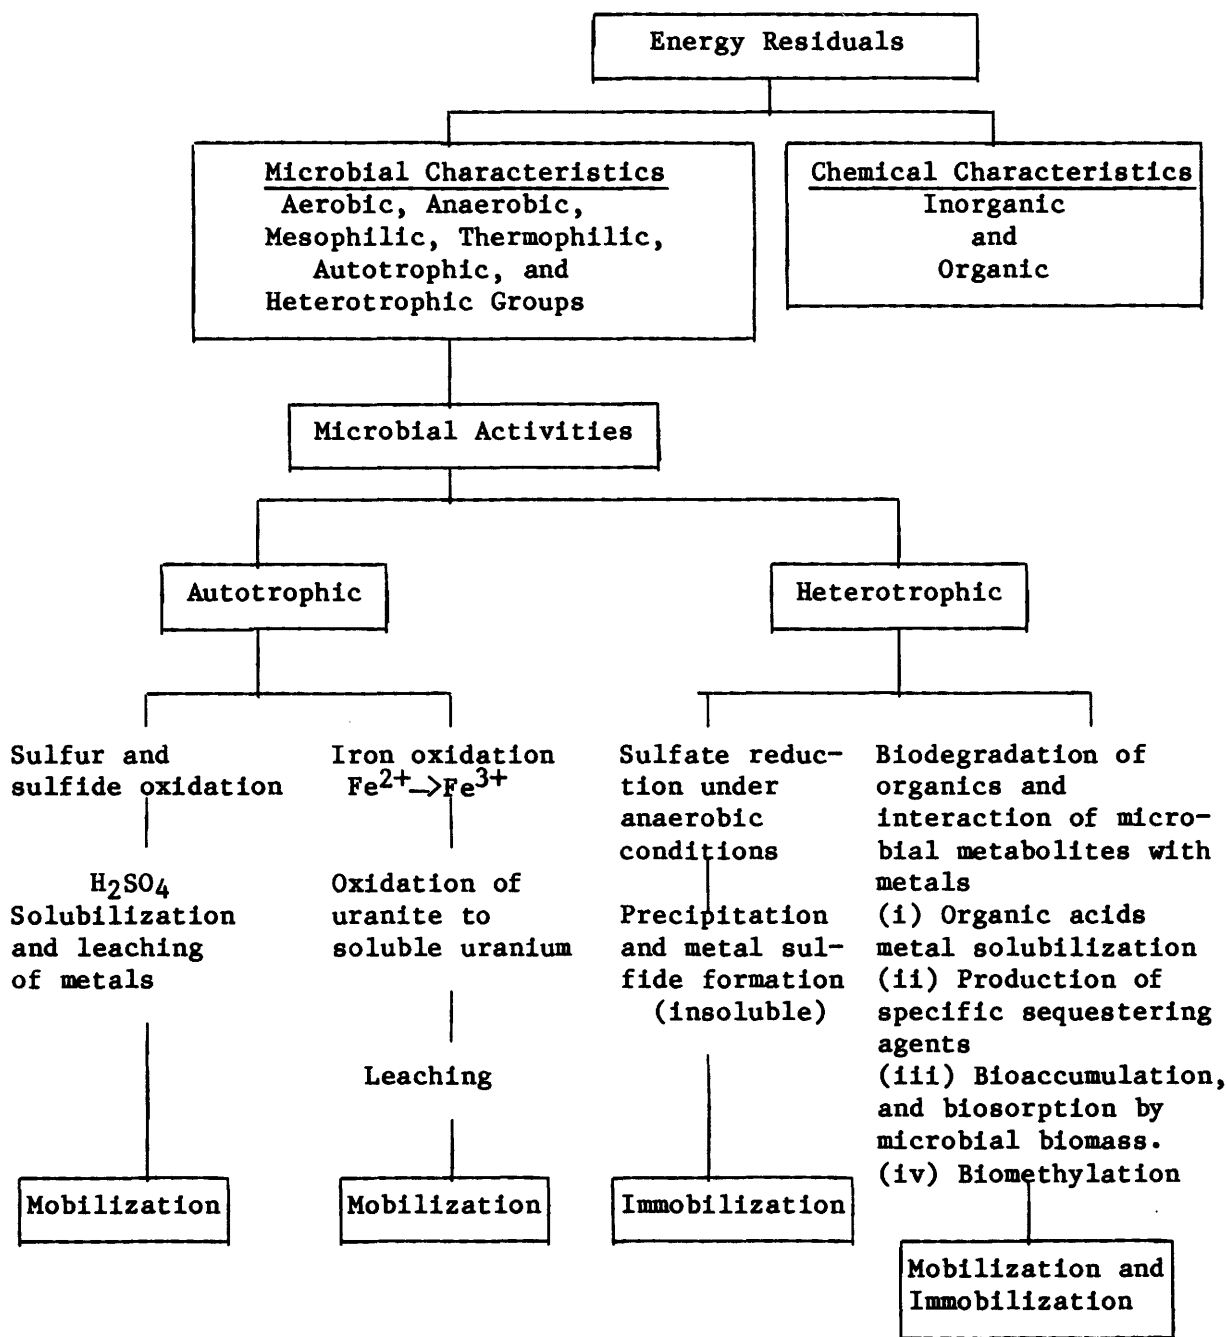 Energy Residuals
Microbial Characteristics
Aerobic, Anaerobic,
Mesophilic, Thermophilic,
Autotrophic, and
Heterotrophic Groups
Chemical Characteristics
Inorganic
and
Organic
Microbial Activities
Autotrophic
Heterotrophic
Sulfur and
sulfide oxidation
H2SO4
Solubilization
and leaching
of metals
Mobilization
Iron oxidation
Fe2+->Fe3+
Oxidation of
uranite to
soluble uranium
Leaching
Mobilization
Sulfate reduc-
tion under
anaerobic
conditions
Precipitation
and metal sul-
fide formation
(insoluble)
Immobilization
Biodegradation of
organics and
interaction of micro-
bial metabolites with
metals
(i) Organic acids
metal solubilization
(ii) Production of
specific sequestering
agents
(iii) Bioaccumulation,
and biosorption by
microbial biomass.
(iv) Biomethylation
Mobilization and
Immobilization